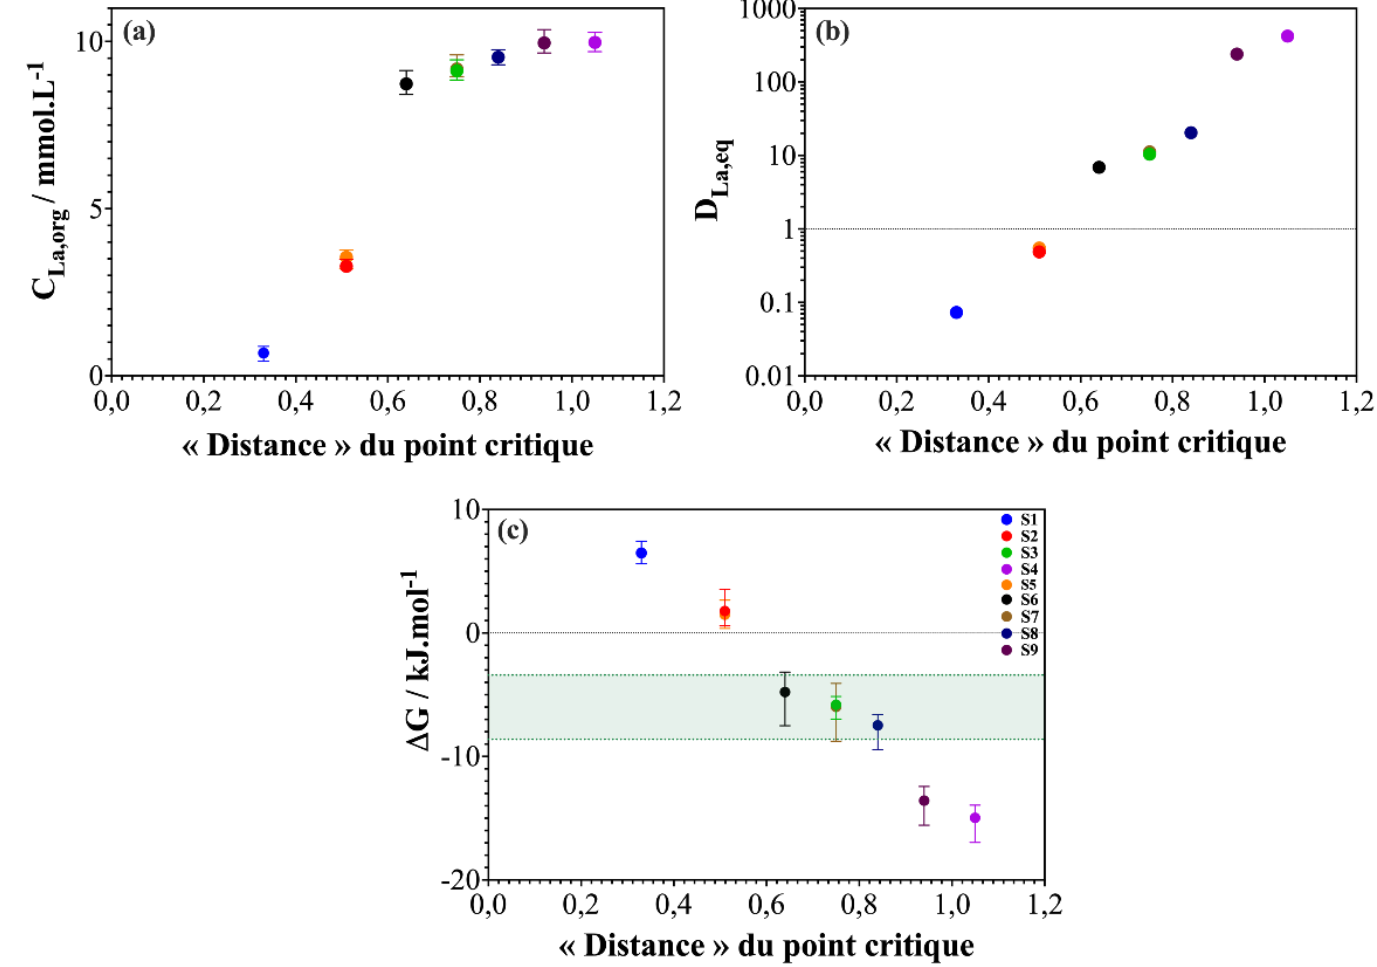 (a)
C_La,org / mmol.L^-1
10
5
0
0,0 0,2 0,4 0,6 0,8 1,0 1,2
« Distance » du point critique
(b)
D_La,eq
1000
100
10
1
0.1
0.01
0,0 0,2 0,4 0,6 0,8 1,0 1,2
« Distance » du point critique
(c)
ΔG / kJ.mol^-1
10
0
-10
-20
S1
S2
S3
S4
S5
S6
S7
S8
S9
0,0 0,2 0,4 0,6 0,8 1,0 1,2
« Distance » du point critique